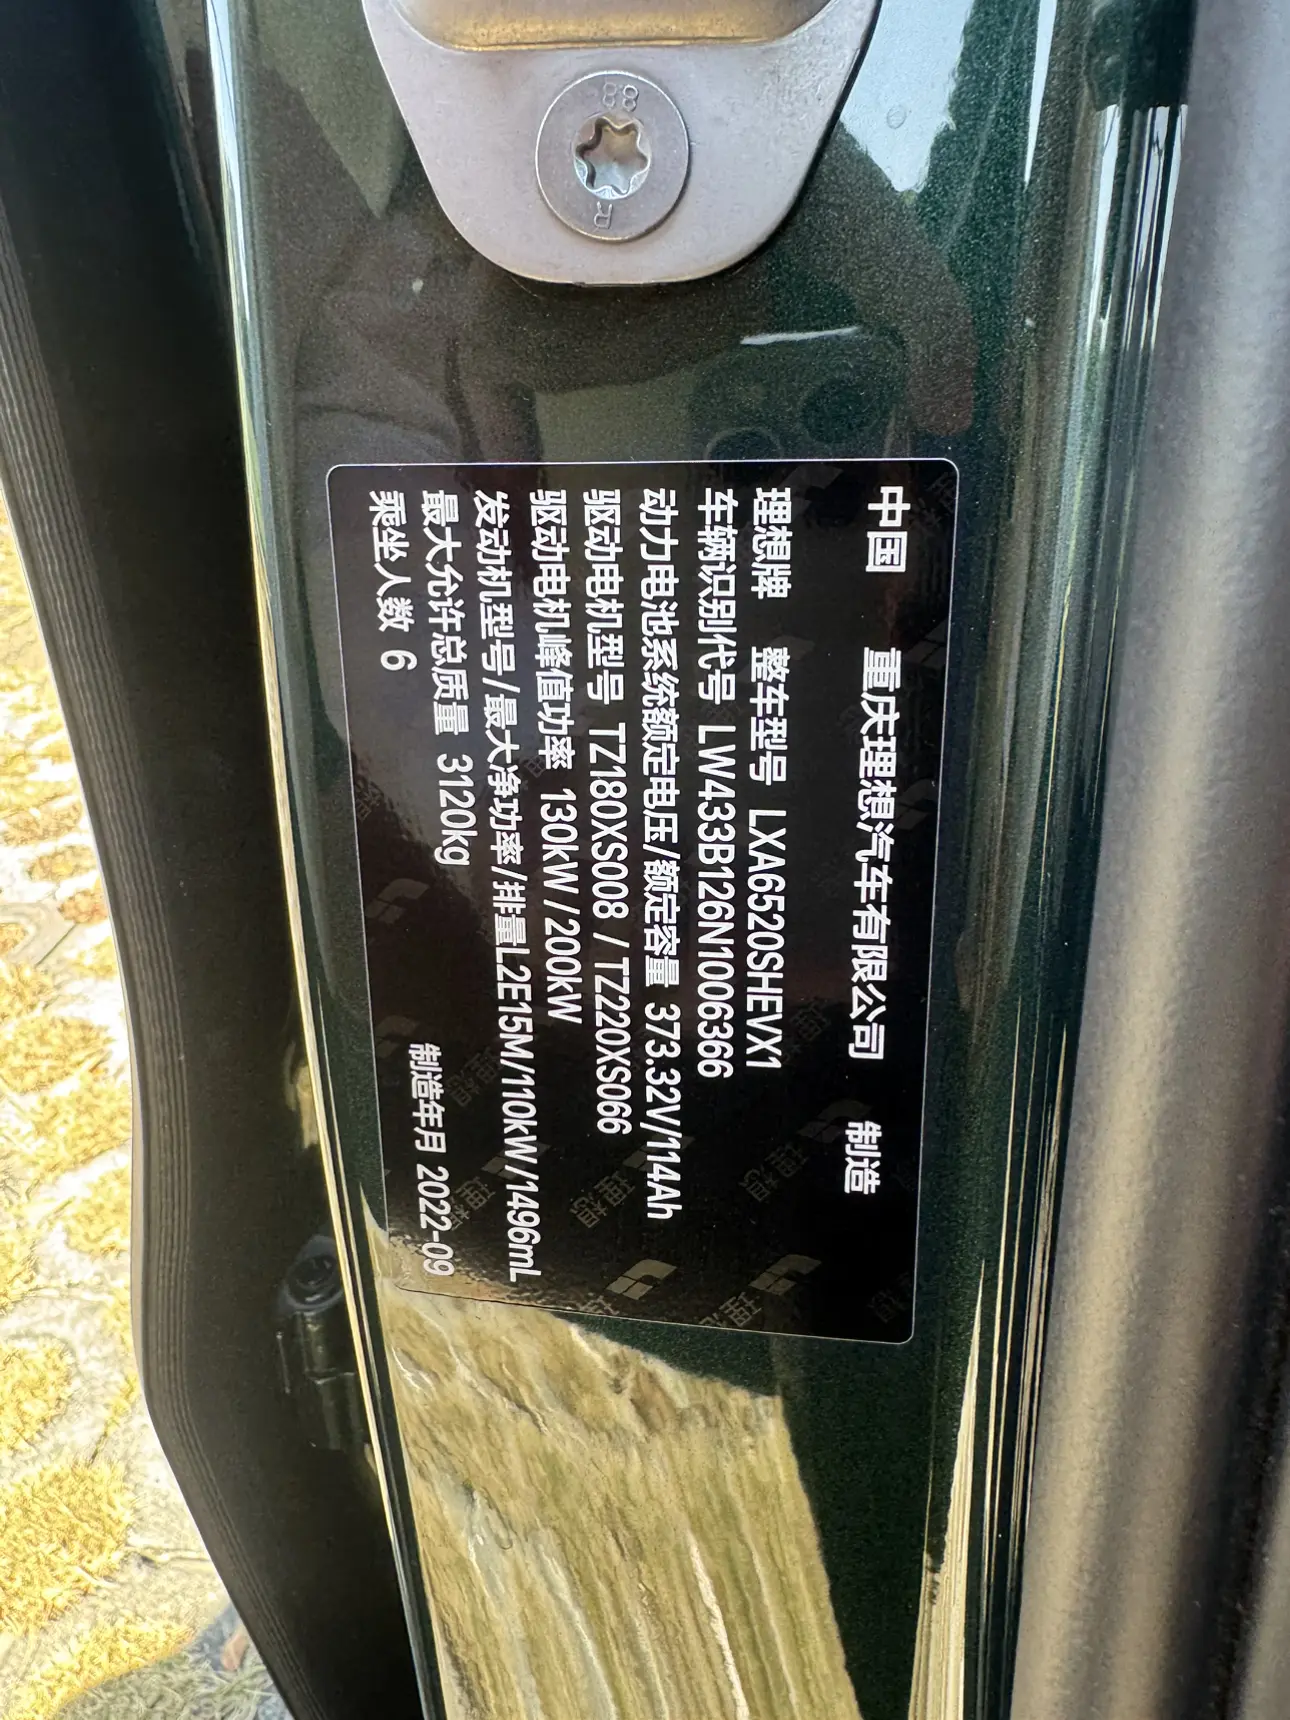 中国 重庆理想汽车有限公司 制造
理想牌 整车型号 LXA6520SHEVX1
车辆识别代号 LW433B126N1006366
动力电池系统额定电压/额定容量 373.32V/114Ah
驱动电机型号 TZ180XS008 / TZ220XS066
驱动电机峰值功率 130kW / 200kW
发动机型号/最大净功率/排量L2E15M/110kW/1496mL
最大允许总质量 3120kg
乘坐人数 6 制造年月 2022-09
88
R